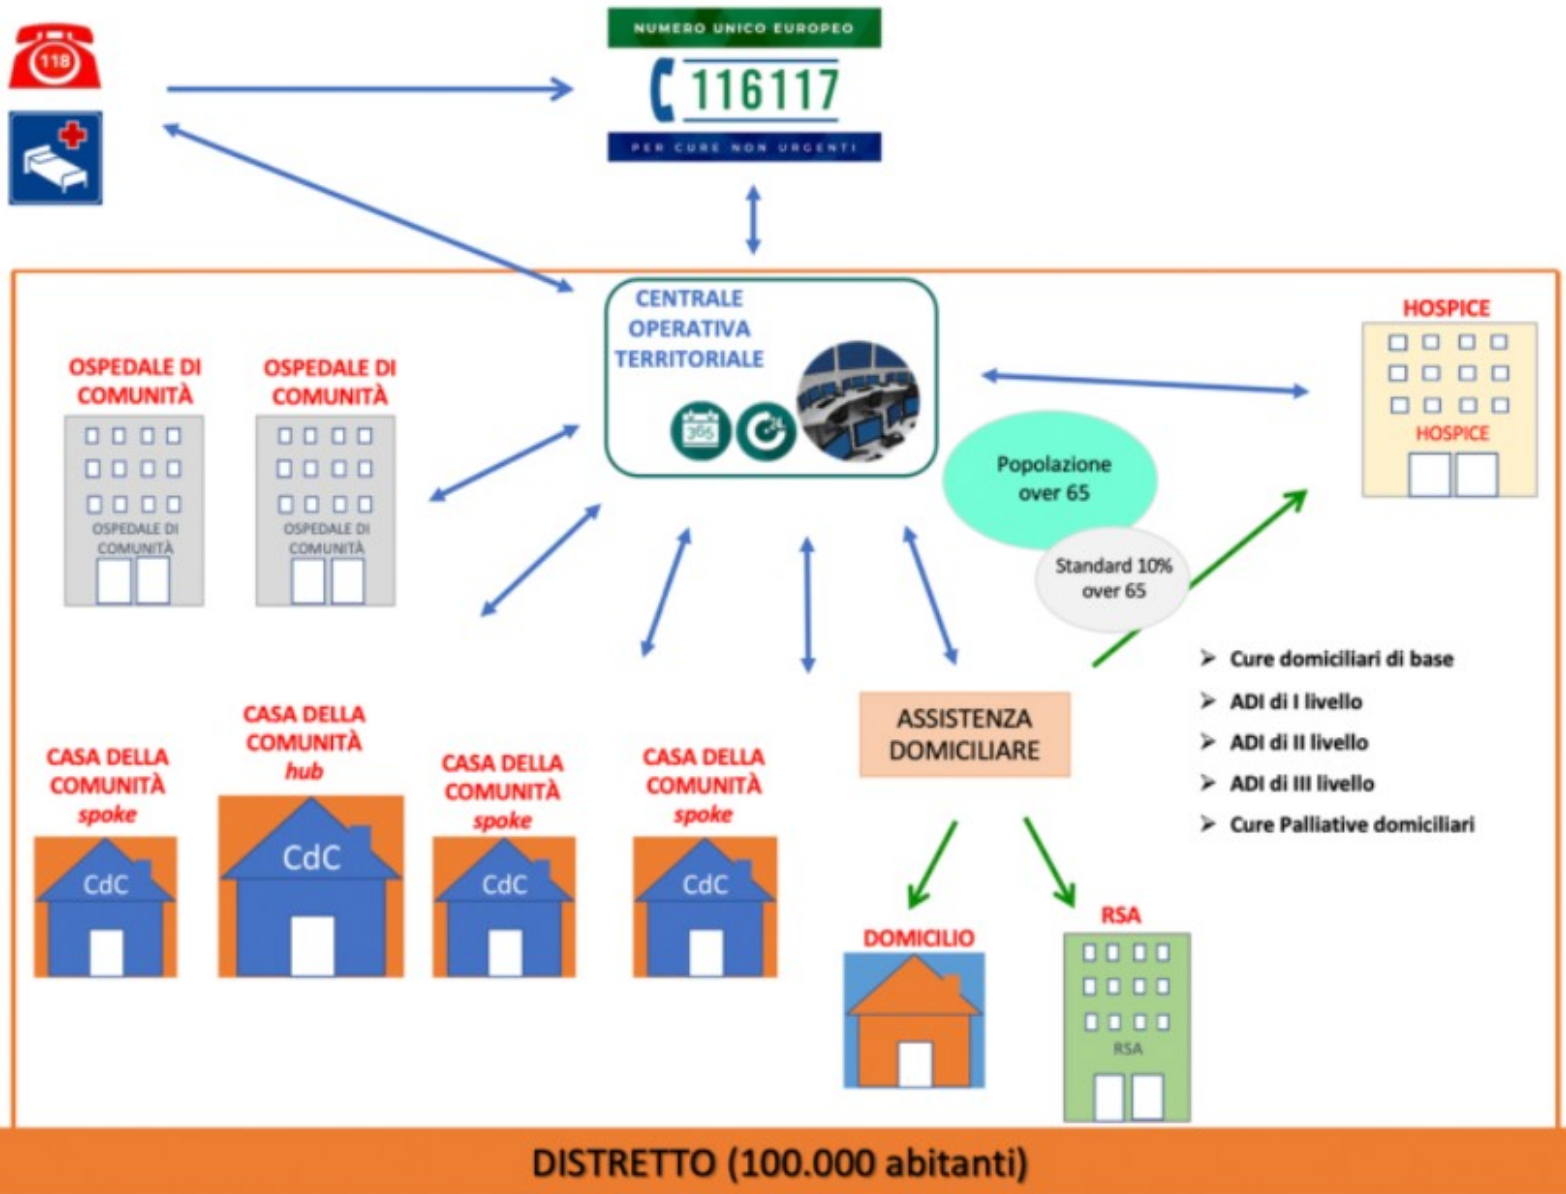 118
NUMERO UNICO EUROPEO
116117
PER CURE NON URGENTI
CENTRALE
OPERATIVA
TERRITORIALE
365
24
OSPEDALE DI
COMUNITÀ
OSPEDALE DI
COMUNITÀ
OSPEDALE DI
COMUNITÀ
OSPEDALE DI
COMUNITÀ
HOSPICE
HOSPICE
Popolazione
over 65
Standard 10%
over 65
➢ Cure domiciliari di base
➢ ADI di I livello
➢ ADI di II livello
➢ ADI di III livello
➢ Cure Palliative domiciliari
CASA DELLA
COMUNITÀ
spoke
CdC
CASA DELLA
COMUNITÀ
hub
CdC
CASA DELLA
COMUNITÀ
spoke
CdC
CASA DELLA
COMUNITÀ
spoke
CdC
ASSISTENZA
DOMICILIARE
DOMICILIO
RSA
RSA
DISTRETTO (100.000 abitanti)